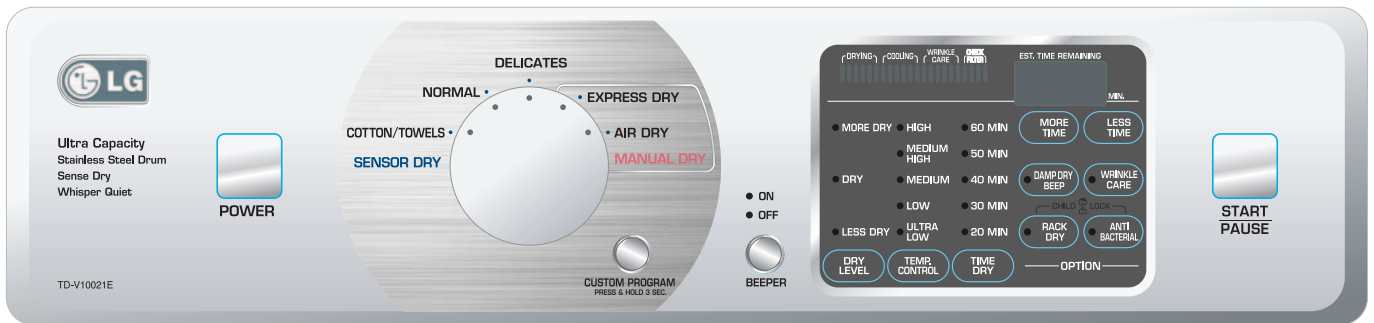 LG
Ultra Capacity
Stainless Steel Drum
Sense Dry
Whisper Quiet
TD-V10021E
POWER
DELICATES
NORMAL
COTTON/TOWELS
SENSOR DRY
EXPRESS DRY
AIR DRY
MANUAL DRY
CUSTOM PROGRAM
PRESS & HOLD 3 SEC.
ON
OFF
BEEPER
DRYING
COOLING
WRINKLE
CARE
CHECK
FILTER
EST. TIME REMAINING
MIN.
MORE DRY
DRY
LESS DRY
DRY
LEVEL
HIGH
MEDIUM
HIGH
MEDIUM
LOW
ULTRA
LOW
TEMP.
CONTROL
60 MIN
50 MIN
40 MIN
30 MIN
20 MIN
TIME
DRY
MORE
TIME
LESS
TIME
DAMP DRY
BEEP
WRINKLE
CARE
CHILD LOCK
RACK
DRY
ANTI
BACTERIAL
OPTION
START
PAUSE